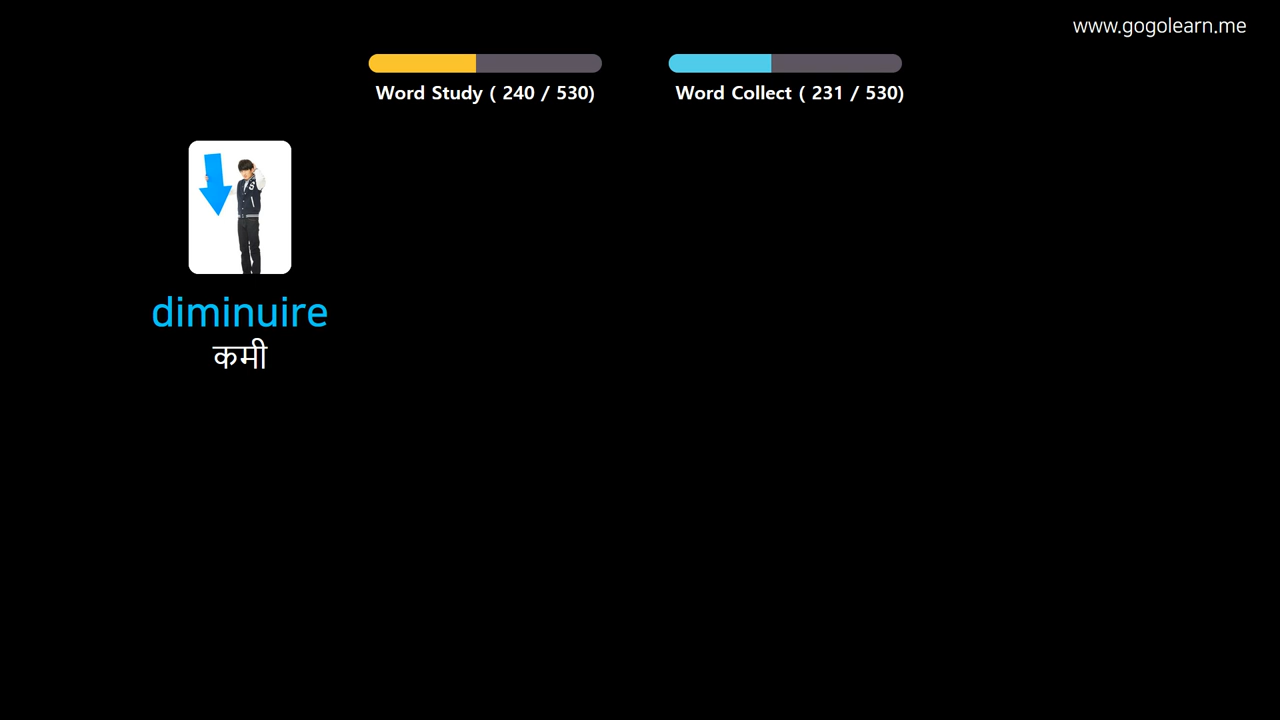 www.gogolearn.me
Word Study ( 240 / 530)
Word Collect ( 231 / 530)
diminuire
कमी